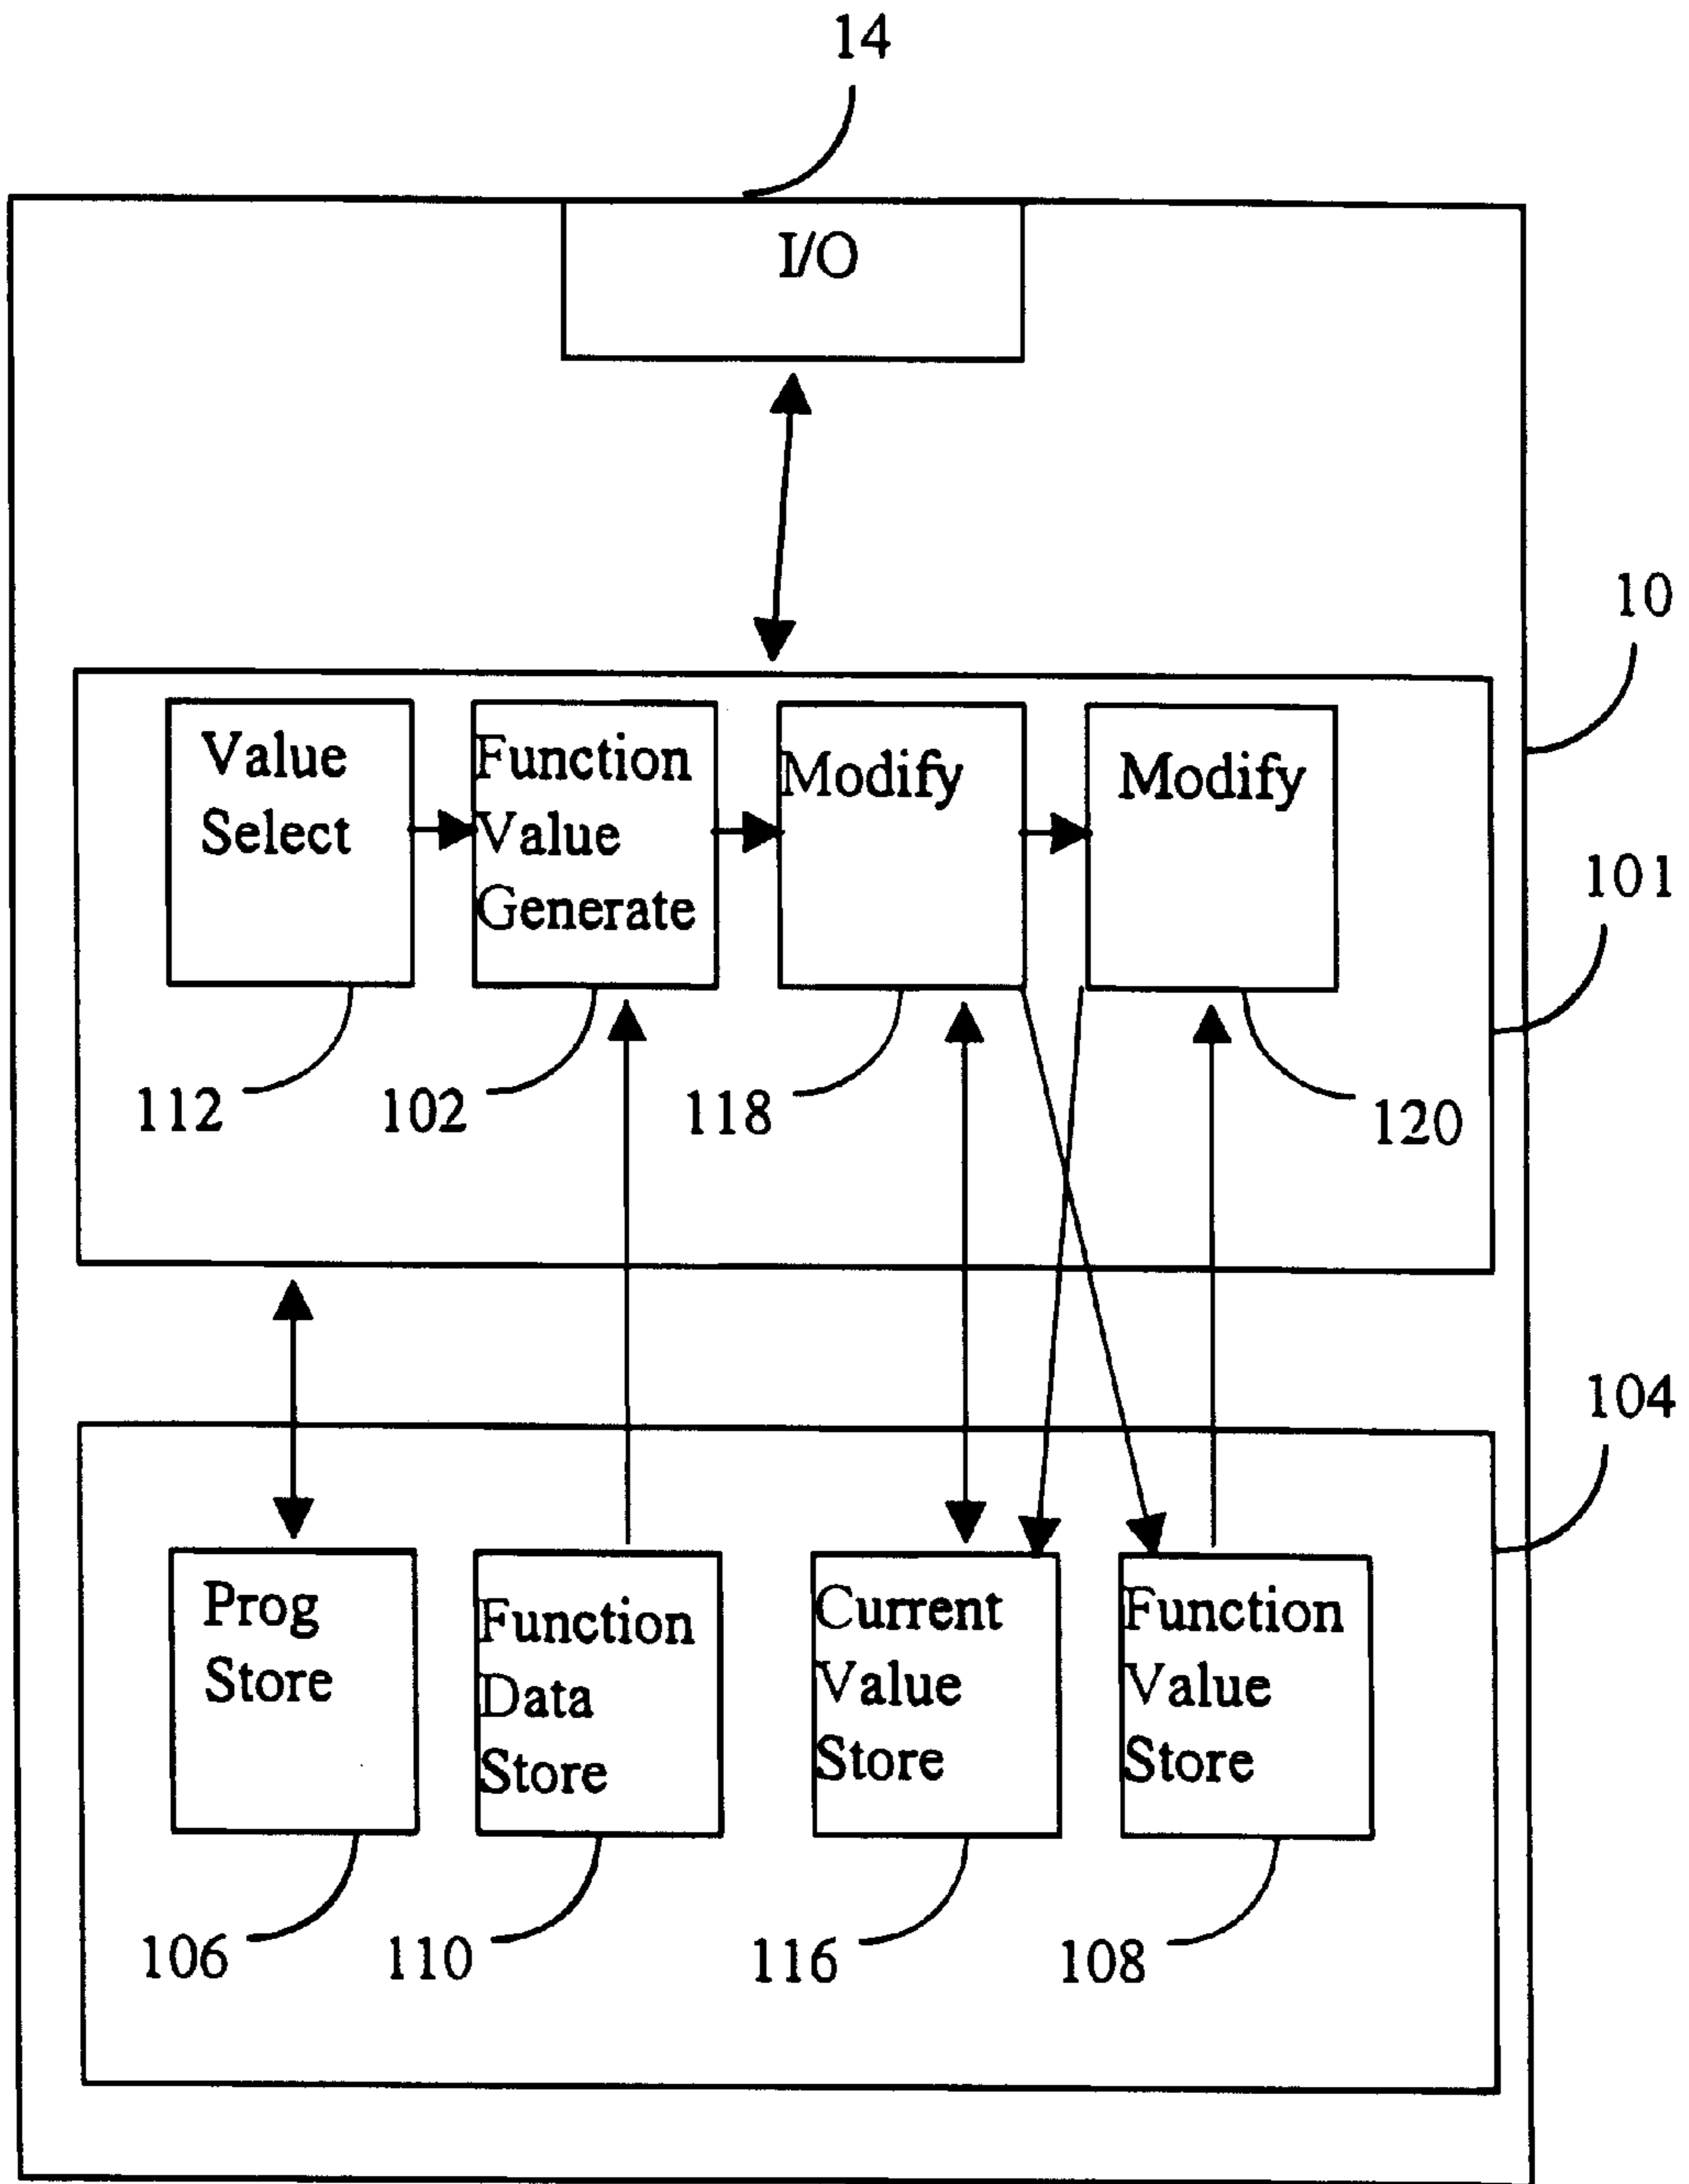 14
I/O
10
Value
Select
Function
Value
Generate
Modify
Modify
101
112
102
118
120
104
Prog
Store
Function
Data
Store
Current
Value
Store
Function
Value
Store
106
110
116
108